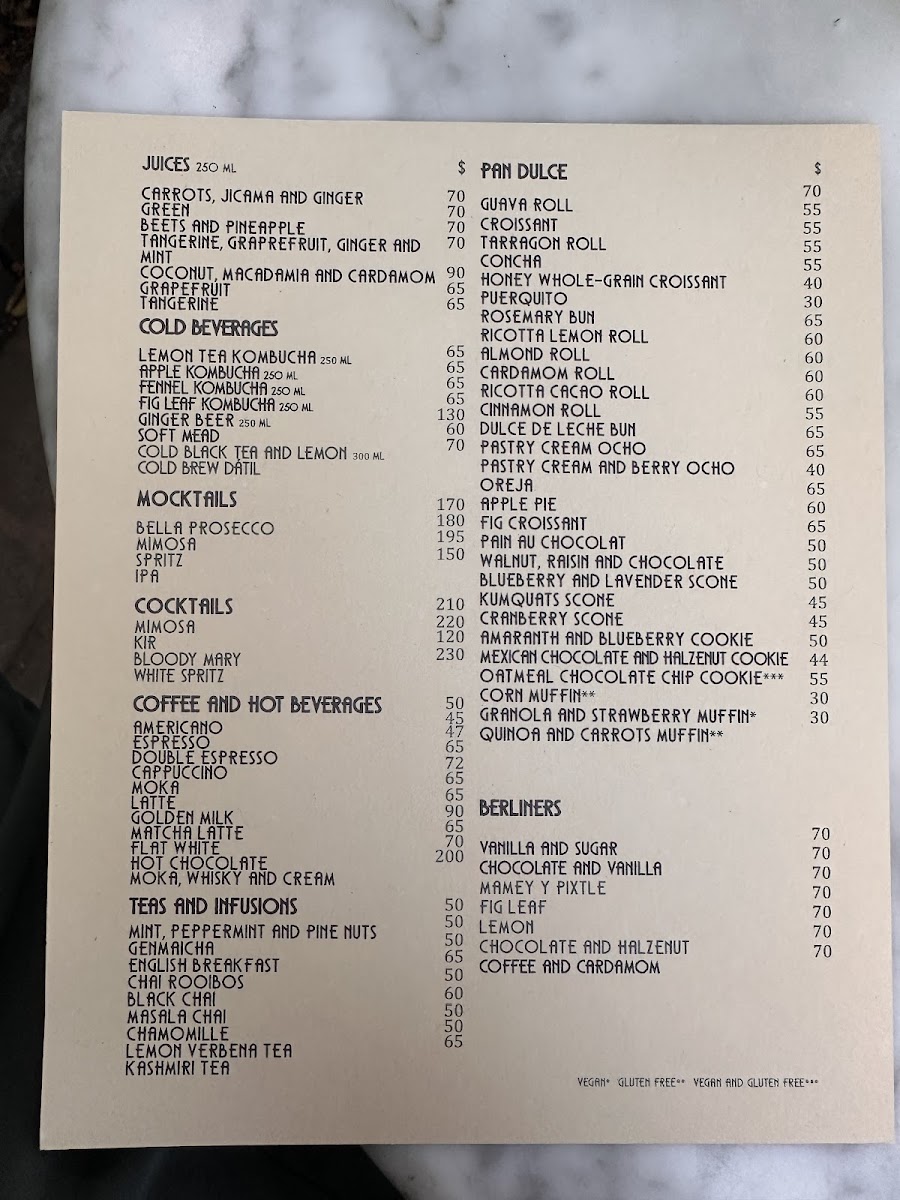 JUICES 250 ML $
CARROTS, JICAMA AND GINGER 70
GREEN 70
BEETS AND PINEAPPLE 70
TANGERINE, GRAPREFRUIT, GINGER AND 70
MINT
COCONUT, MACADAMIA AND CARDAMOM 90
GRAPEFRUIT 65
TANGERINE 65
COLD BEVERAGES
LEMON TEA KOMBUCHA 250 ML 65
APPLE KOMBUCHA 250 ML 65
FENNEL KOMBUCHA 250 ML 65
FIG LEAF KOMBUCHA 250 ML 65
GINGER BEER 250 ML 130
SOFT MEAD 60
COLD BLACK TEA AND LEMON 300 ML 70
COLD BREW DÁTIL
MOCKTAILS
BELLA PROSECCO 170
MIMOSA 180
SPRITZ 195
IPA 150
COCKTAILS
MIMOSA 210
KIR 220
BLOODY MARY 120
WHITE SPRITZ 230
COFFEE AND HOT BEVERAGES
AMERICANO 50
ESPRESSO 45
DOUBLE ESPRESSO 47
CAPPUCCINO 65
MOKA 72
LATTE 65
GOLDEN MILK 65
MATCHA LATTE 90
FLAT WHITE 65
HOT CHOCOLATE 70
MOKA, WHISKY AND CREAM 200
TEAS AND INFUSIONS
MINT, PEPPERMINT AND PINE NUTS 50
GENMAICHA 50
ENGLISH BREAKFAST 50
CHAI ROOIBOS 65
BLACK CHAI 50
MASALA CHAI 60
CHAMOMILLE 50
LEMON VERBENA TEA 50
KASHMIRI TEA 65
PAN DULCE $
GUAVA ROLL 70
CROISSANT 55
TARRAGON ROLL 55
CONCHA 55
HONEY WHOLE-GRAIN CROISSANT 55
PUERQUITO 40
ROSEMARY BUN 30
RICOTTA LEMON ROLL 65
ALMOND ROLL 60
CARDAMOM ROLL 60
RICOTTA CACAO ROLL 60
CINNAMON ROLL 60
DULCE DE LECHE BUN 55
PASTRY CREAM OCHO 65
PASTRY CREAM AND BERRY OCHO 65
OREJA 40
APPLE PIE 65
FIG CROISSANT 60
PAIN AU CHOCOLAT 65
WALNUT, RAISIN AND CHOCOLATE 50
BLUEBERRY AND LAVENDER SCONE 50
KUMQUATS SCONE 50
CRANBERRY SCONE 45
AMARANTH AND BLUEBERRY COOKIE 45
MEXICAN CHOCOLATE AND HALZENUT COOKIE 50
OATMEAL CHOCOLATE CHIP COOKIE*** 44
CORN MUFFIN** 55
GRANOLA AND STRAWBERRY MUFFIN* 30
QUINOA AND CARROTS MUFFIN** 30
BERLINERS
VANILLA AND SUGAR 70
CHOCOLATE AND VANILLA 70
MAMEY Y PIXTLE 70
FIG LEAF 70
LEMON 70
CHOCOLATE AND HALZENUT 70
COFFEE AND CARDAMOM 70
VEGAN* GLUTEN FREE** VEGAN AND GLUTEN FREE***